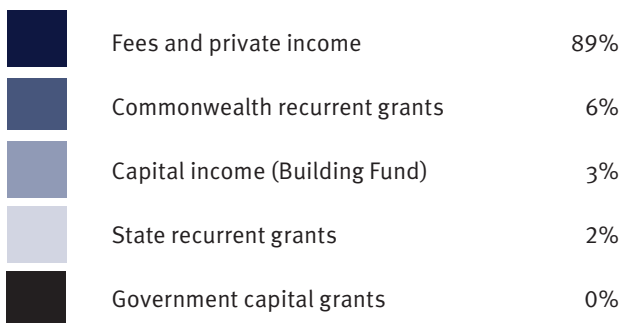 Fees and private income 89%
Commonwealth recurrent grants 6%
Capital income (Building Fund) 3%
State recurrent grants 2%
Government capital grants 0%